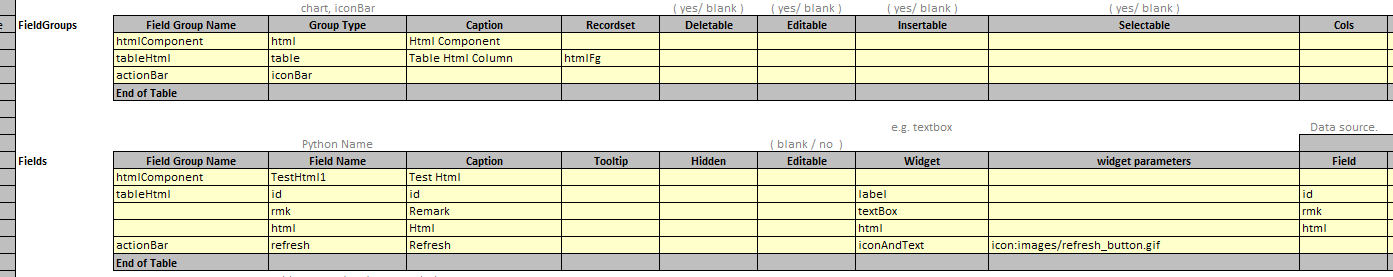 chart, iconBar ( yes/ blank ) ( yes/ blank ) ( yes/ blank ) ( yes/ blank )
FieldGroups Field Group Name Group Type Caption Recordset Deletable Editable Insertable Selectable Cols
htmlComponent html Html Component
tableHtml table Table Html Column htmlFg
actionBar iconBar
End of Table
e.g. textbox Data source.
Python Name ( blank / no )
Fields Field Group Name Field Name Caption Tooltip Hidden Editable Widget widget parameters Field
htmlComponent TestHtml1 Test Html
tableHtml id id label id
rmk Remark textBox rmk
html Html html html
actionBar refresh Refresh iconAndText icon:images/refresh_button.gif
End of Table